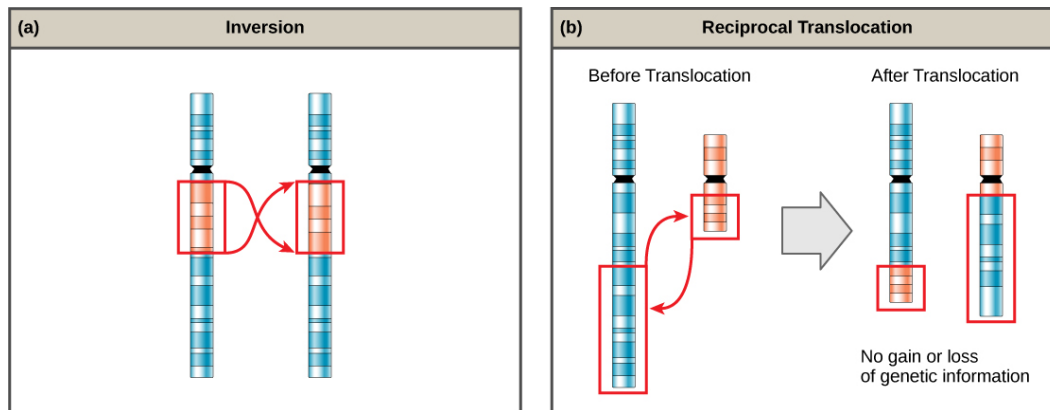 (a) Inversion
(b) Reciprocal Translocation
Before Translocation
After Translocation
No gain or loss
of genetic information